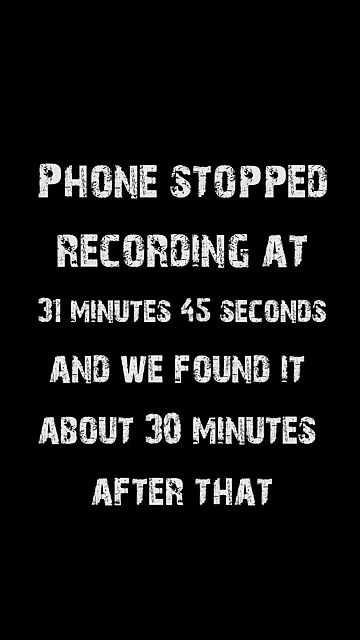 PHONE STOPPED
RECORDING AT
31 MINUTES 45 SECONDS
AND WE FOUND IT
ABOUT 30 MINUTES
AFTER THAT